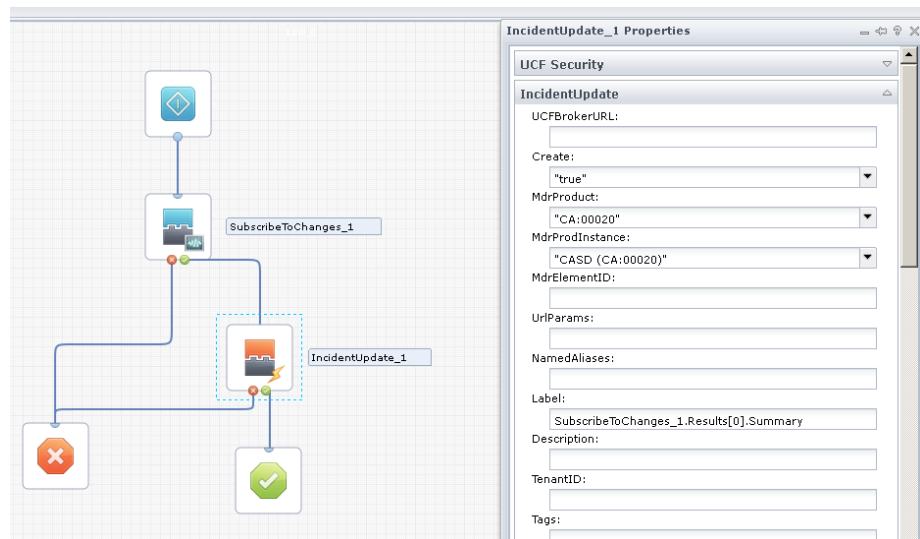 IncidentUpdate_1 Properties
UCF Security
IncidentUpdate
UCFBrokerURL:
Create:
"true"
MdrProduct:
"CA:00020"
MdrProdInstance:
"CASD (CA:00020)"
MdrElementID:
UrlParams:
NamedAliases:
Label:
SubscribeToChanges_1.Results[0].Summary
Description:
TenantID:
Tags:
SubscribeToChanges_1
IncidentUpdate_1